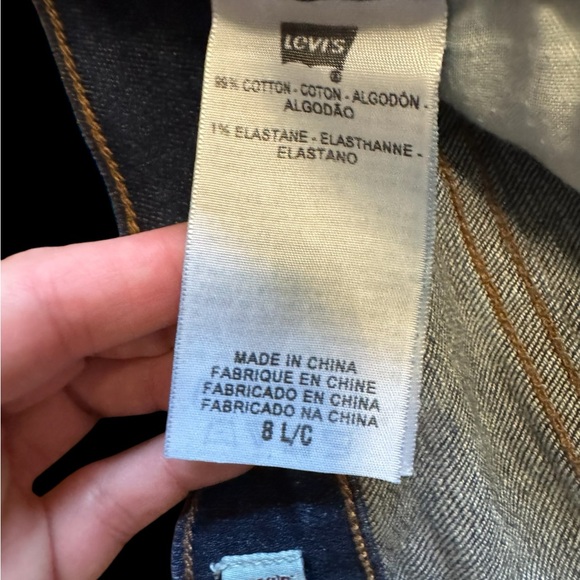 Levi's
99% COTTON - COTON - ALGODÓN -
ALGODÃO
1% ELASTANE - ELASTHANNE -
ELASTANO
MADE IN CHINA
FABRIQUE EN CHINE
FABRICADO EN CHINA
FABRICADO NA CHINA
8 L/C